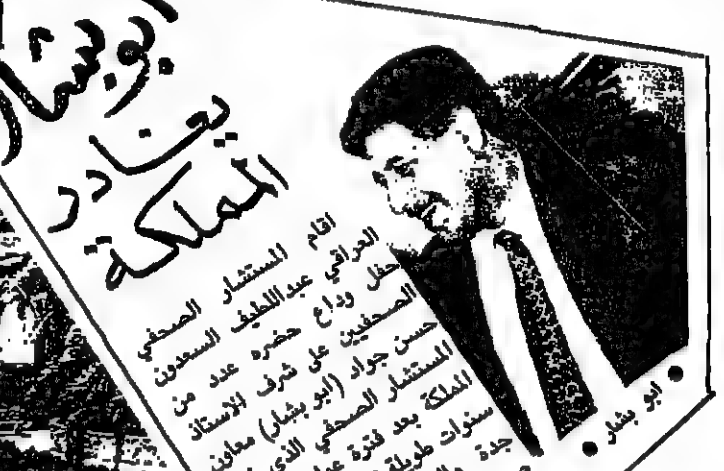 ابو بشار
يغادر
المملكة
اقام المستشار الصحفي
العراقي عبداللطيف السعدون
حفل وداع حضره عدد من
الصحفيين على شرف الاستاذ
حسن جواد (ابو بشار) معاون
المستشار الصحفي الذي
المملكة بعد فترة
سنوات طويلة
جدة
● ابو بشار ●